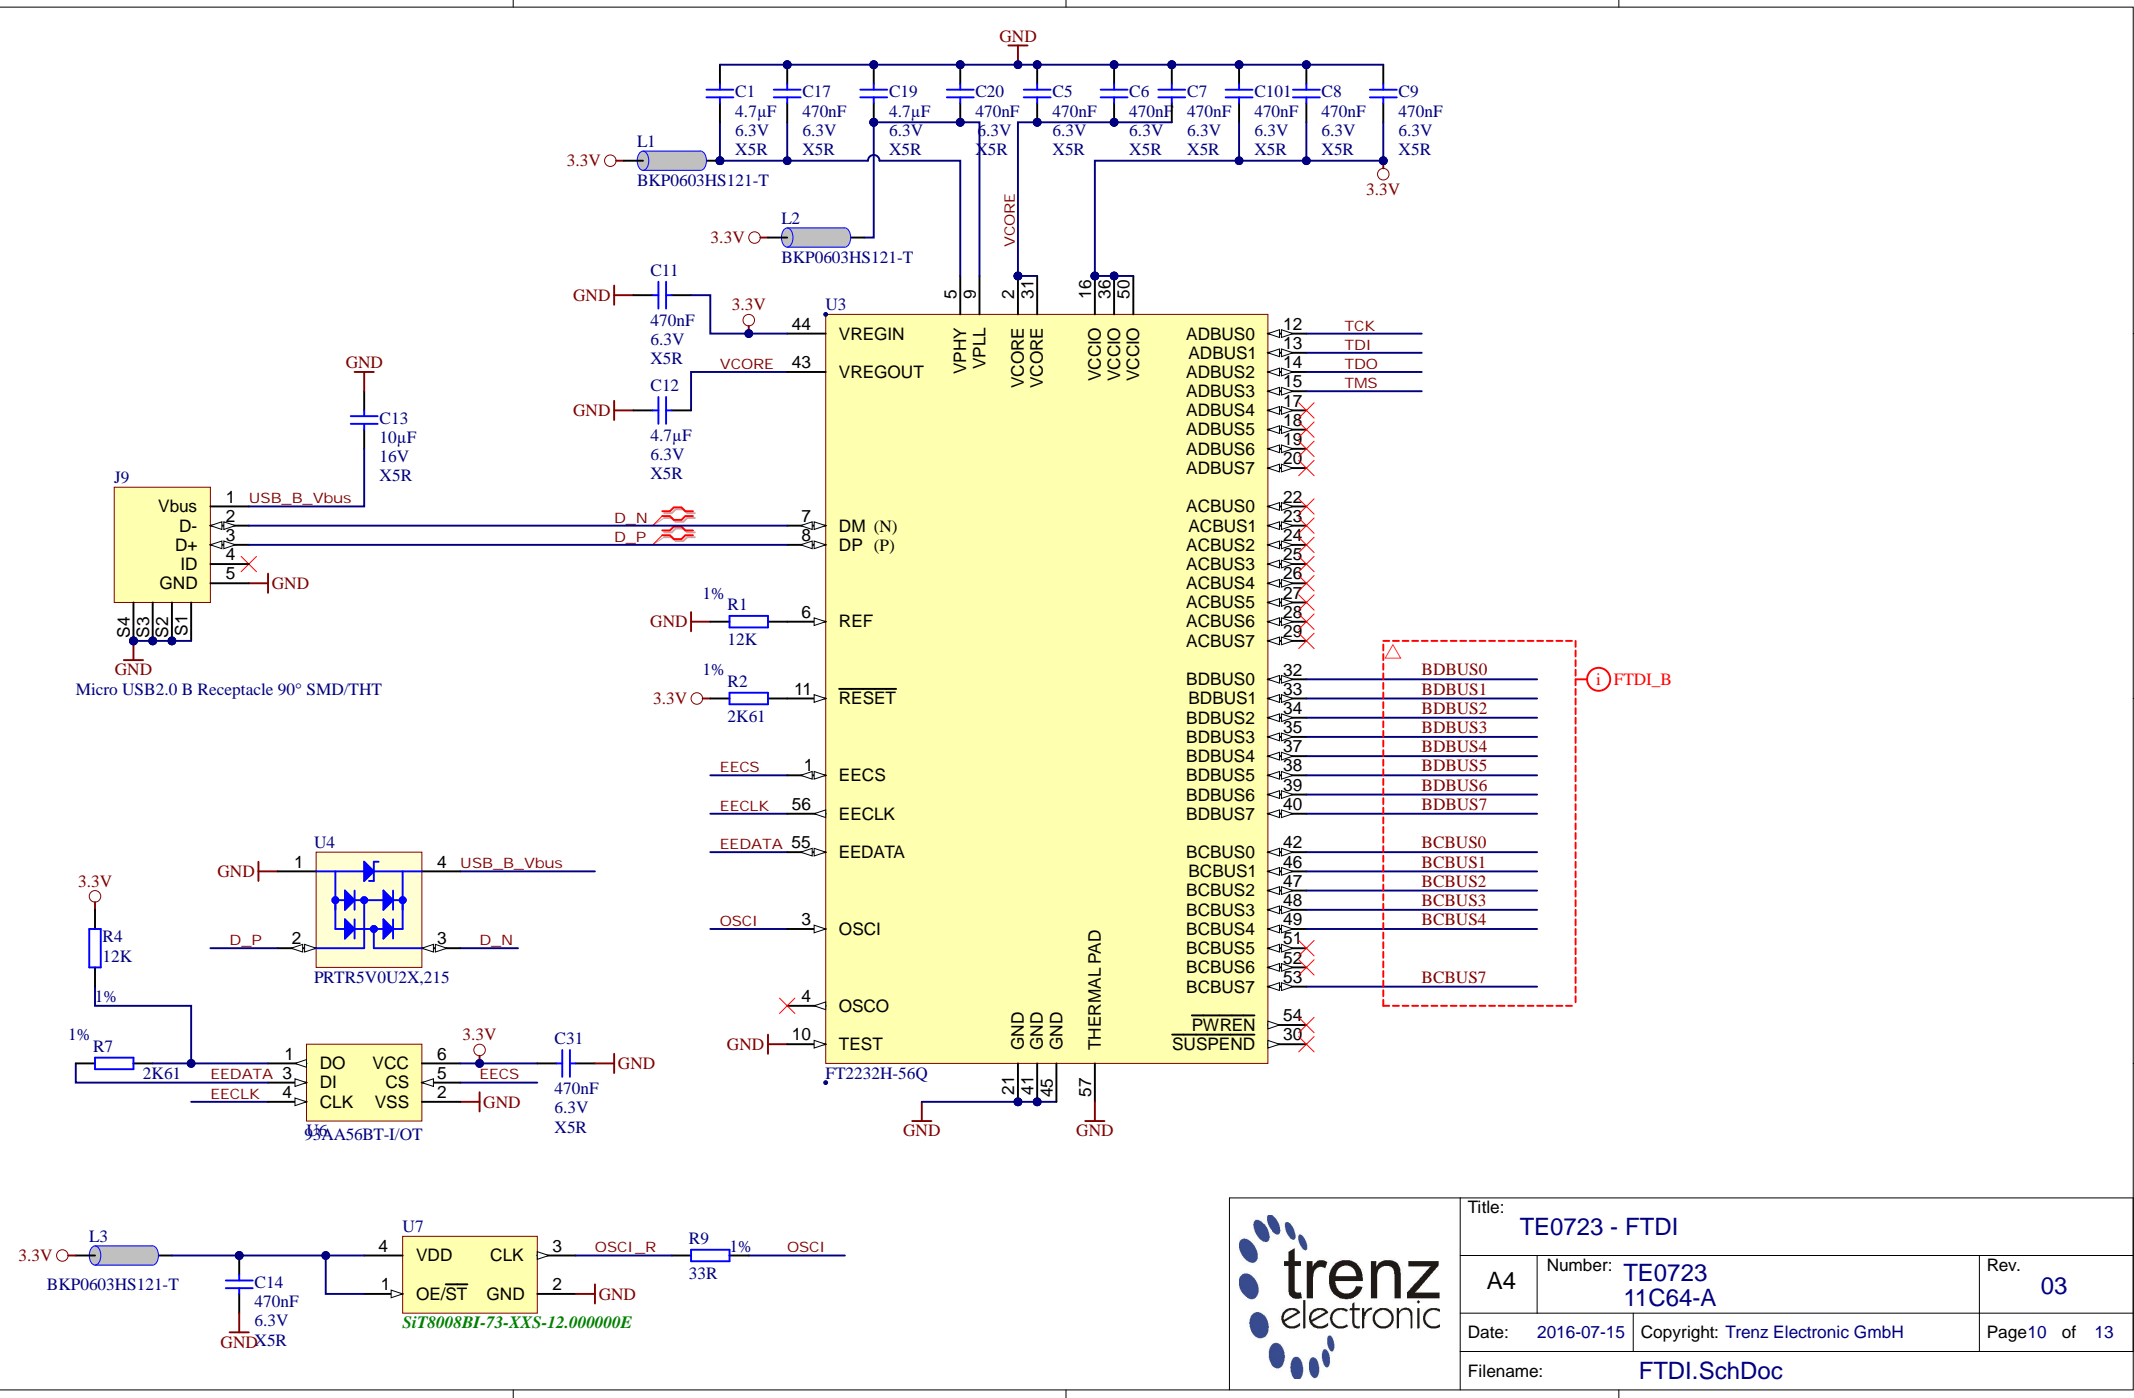 GND
C1 C17 C19 C20 C5 C6 C7 C101 C8 C9
4.7µF 470nF 4.7µF 470nF 470nF 470nF 470nF 470nF 470nF 470nF
6.3V 6.3V 6.3V 6.3V 6.3V 6.3V 6.3V 6.3V 6.3V 6.3V
X5R X5R X5R X5R X5R X5R X5R X5R X5R X5R
L1
3.3V
BKP0603HS121-T
3.3V
L2
3.3V
BKP0603HS121-T
VCORE
C11
GND
470nF
6.3V
X5R
3.3V
C12
GND
4.7µF
6.3V
X5R
VCORE
U3
5 9 2 31 16 36 50
VPHY VPLL VCORE VCORE VCCIO VCCIO VCCIO
44 VREGIN
43 VREGOUT
D_N 7 DM (N)
D_P 8 DP (P)
1%
R1
GND 6 REF
12K
1%
R2
3.3V 11 RESET
2K61
EECS 1 EECS
EECLK 56 EECLK
EEDATA 55 EEDATA
OSCI 3 OSCI
4 OSCO
GND 10 TEST
FT2232H-56Q
GND GND GND THERMAL PAD
21 41 45 57
GND GND
ADBUS0 12 TCK
ADBUS1 13 TDI
ADBUS2 14 TDO
ADBUS3 15 TMS
ADBUS4 17
ADBUS5 18
ADBUS6 19
ADBUS7 20
ACBUS0 22
ACBUS1 23
ACBUS2 24
ACBUS3 25
ACBUS4 26
ACBUS5 27
ACBUS6 28
ACBUS7 29
BDBUS0 32 BDBUS0
BDBUS1 33 BDBUS1
BDBUS2 34 BDBUS2
BDBUS3 35 BDBUS3
BDBUS4 37 BDBUS4
BDBUS5 38 BDBUS5
BDBUS6 39 BDBUS6
BDBUS7 40 BDBUS7
BCBUS0 42 BCBUS0
BCBUS1 46 BCBUS1
BCBUS2 47 BCBUS2
BCBUS3 48 BCBUS3
BCBUS4 49 BCBUS4
BCBUS5 51
BCBUS6 52
BCBUS7 53 BCBUS7
PWREN 54
SUSPEND 30
i FTDI_B
GND
C13
10µF
16V
X5R
J9
Vbus 1 USB_B_Vbus
D- 2
D+ 3
ID 4
GND 5 GND
S4 S3 S2 S1
GND
Micro USB2.0 B Receptacle 90° SMD/THT
U4
GND 1 4 USB_B_Vbus
D_P 2 3 D_N
PRTR5V0U2X,215
3.3V
R4
12K
1%
1%
R7
2K61
1 DO VCC 6
EEDATA 3 DI CS 5 EECS
EECLK 4 CLK VSS 2 GND
U6
93AA56BT-I/OT
3.3V
C31
GND
470nF
6.3V
X5R
L3
3.3V
BKP0603HS121-T
C14
470nF
6.3V
X5R
GND
U7
4 VDD CLK 3 OSCI_R
1 OE/ST GND 2 GND
SiT8008BI-73-XXS-12.000000E
R9
1% OSCI
33R
trenz
electronic
Title:
TE0723 - FTDI
A4
Number: TE0723
11C64-A
Rev.
03
Date: 2016-07-15
Copyright: Trenz Electronic GmbH
Page10 of 13
Filename: FTDI.SchDoc